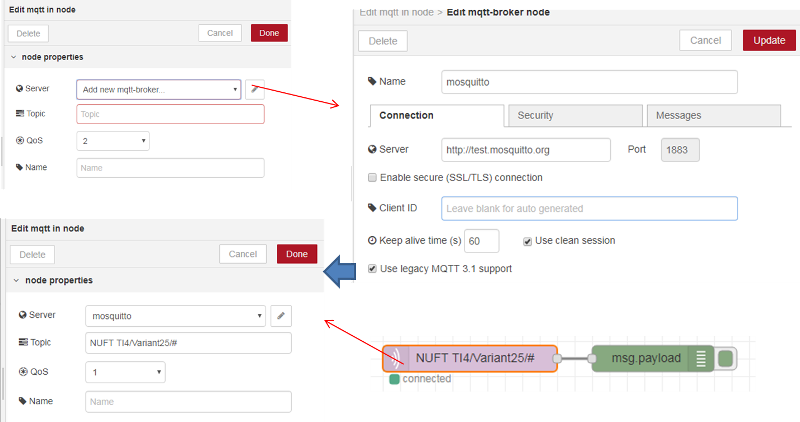 Edit mqtt in node
Delete Cancel Done
node properties
Server Add new mqtt-broker...
Topic Topic
QoS 2
Name Name
Edit mqtt in node > Edit mqtt-broker node
Delete Cancel Update
Name mosquitto
Connection Security Messages
Server http://test.mosquitto.org Port 1883
Enable secure (SSL/TLS) connection
Client ID Leave blank for auto generated
Keep alive time (s) 60 Use clean session
Use legacy MQTT 3.1 support
Edit mqtt in node
Delete Cancel Done
node properties
Server mosquitto
Topic NUFT TI4/Variant25/#
QoS 1
Name Name
NUFT TI4/Variant25/# msg.payload
connected